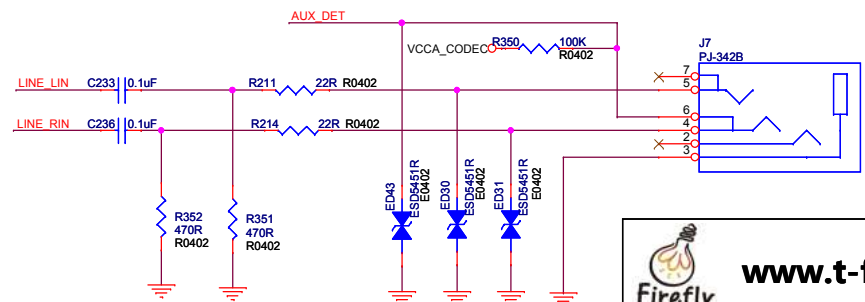 AUX_DET
J7
PJ-342B
VCCA_CODEC
R350
100K
R0402
LINE_LIN
C233
0.1uF
R211
22R
R0402
7
5
6
4
2
3
LINE_RIN
C236
0.1uF
R214
22R
R0402
R352
470R
R0402
R351
470R
R0402
ED43
ESD5451R
E0402
ED30
ESD5451R
E0402
ED31
ESD5451R
E0402
Firefly
www.t-f